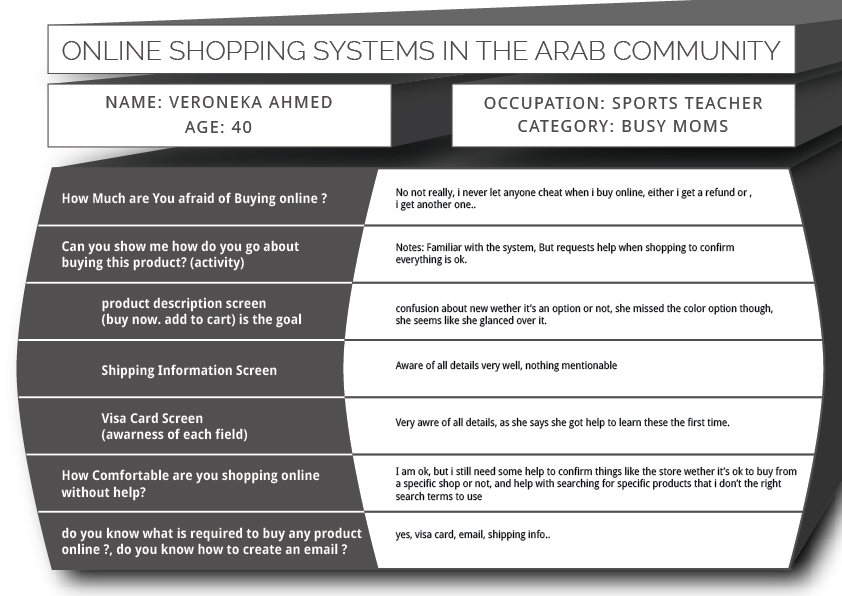 ONLINE SHOPPING SYSTEMS IN THE ARAB COMMUNITY
NAME: VERONEKA AHMED
AGE: 40
OCCUPATION: SPORTS TEACHER
CATEGORY: BUSY MOMS
How Much are You afraid of Buying online ?
No not really, i never let anyone cheat when i buy online, either i get a refund or ,
i get another one..
Can you show me how do you go about
buying this product? (activity)
Notes: Familiar with the system, But requests help when shopping to confirm
everything is ok.
product description screen
(buy now. add to cart) is the goal
confusion about new wether it's an option or not, she missed the color option though,
she seems like she glanced over it.
Shipping Information Screen
Aware of all details very well, nothing mentionable
Visa Card Screen
(awarness of each field)
Very awre of all details, as she says she got help to learn these the first time.
How Comfortable are you shopping online
without help?
I am ok, but i still need some help to confirm things like the store wether it's ok to buy from
a specific shop or not, and help with searching for specific products that i don't the right
search terms to use
do you know what is required to buy any product
online ?, do you know how to create an email ?
yes, visa card, email, shipping info..